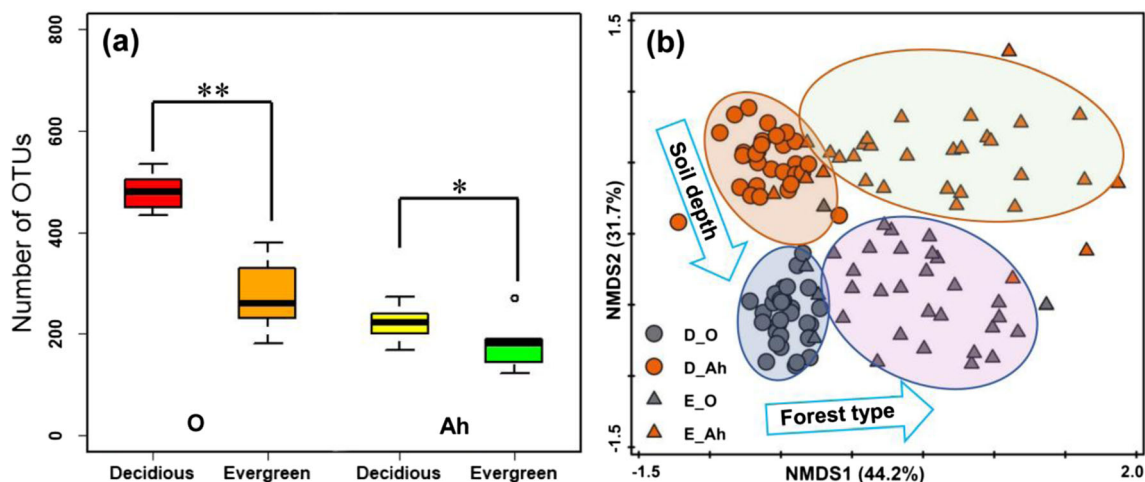 (a)
Number of OTUs
800
600
400
200
0
**
*
O
Ah
Decidious
Evergreen
Decidious
Evergreen
(b)
1.5
NMDS2 (31.7%)
-1.5
Soil depth
D_O
D_Ah
E_O
E_Ah
Forest type
-1.5
NMDS1 (44.2%)
2.0